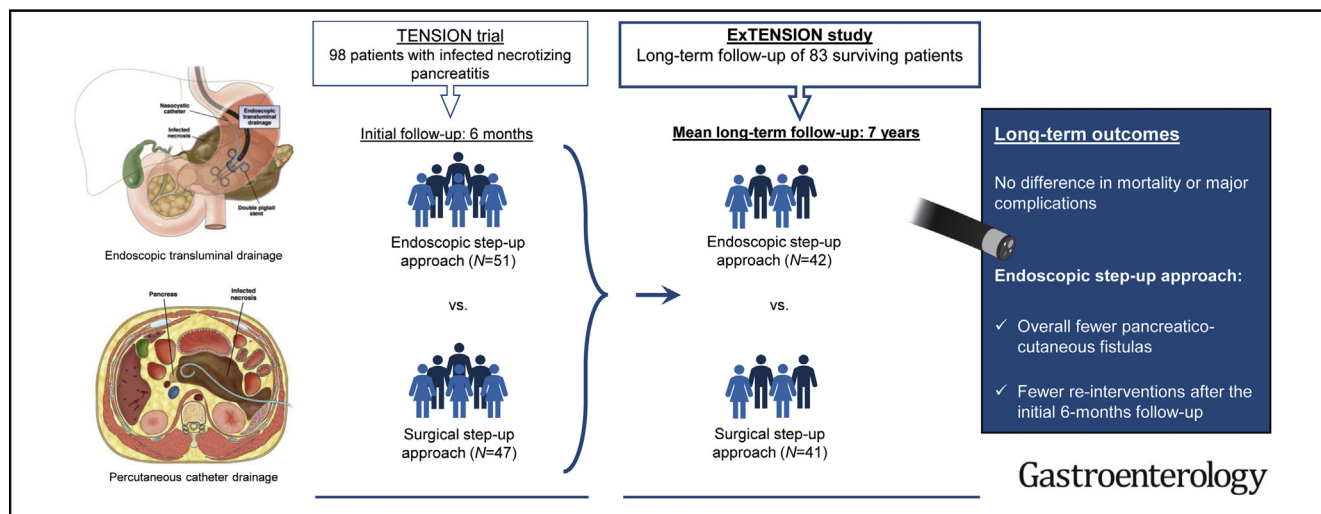 Nasocystic
catheter
Endoscopic
transluminal
drainage
Infected
necrosis
Double pigtail
stent
Endoscopic transluminal drainage
Pancreas
Infected
necrosis
Percutaneous catheter drainage
TENSION trial
98 patients with infected necrotizing
pancreatitis
Initial follow-up: 6 months
Endoscopic step-up
approach (N=51)
vs.
Surgical step-up
approach (N=47)
ExTENSION study
Long-term follow-up of 83 surviving patients
Mean long-term follow-up: 7 years
Endoscopic step-up
approach (N=42)
vs.
Surgical step-up
approach (N=41)
Long-term outcomes
No difference in mortality or major
complications
Endoscopic step-up approach:
✓ Overall fewer pancreatico-
cutaneous fistulas
✓ Fewer re-interventions after the
initial 6-months follow-up
Gastroenterology